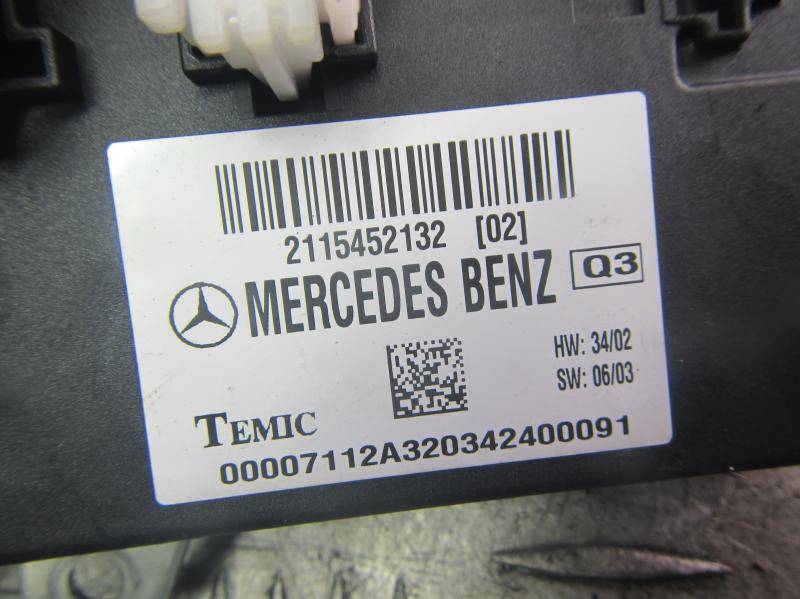 2115452132 [02]
MERCEDES BENZ Q3
HW: 34/02
SW: 06/03
TEMIC
00007112A320342400091